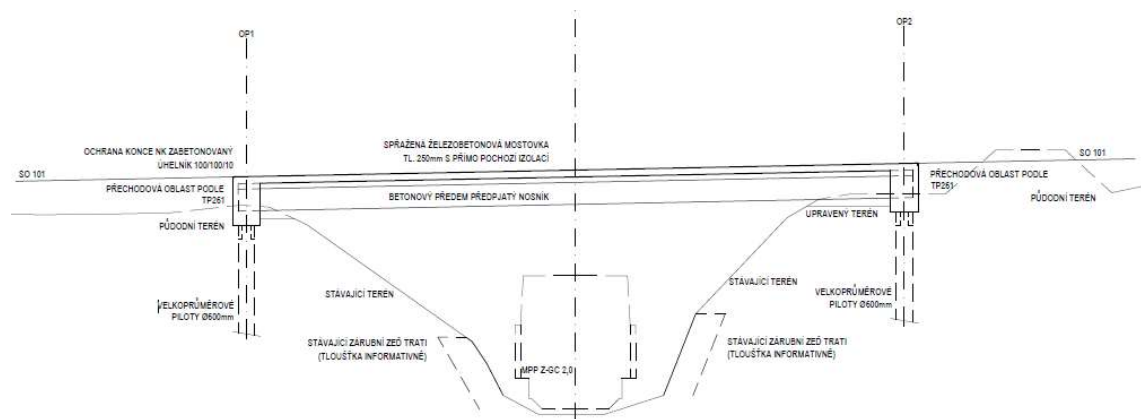 OP1
OP2
OCHRANA KONCE NK ZABETONOVANÝ
ÚHELNÍK 100/100/10
SPŘAŽENÁ ŽELEZOBETONOVÁ MOSTOVKA
TL. 250mm S PŘÍMO POCHOZÍ IZOLACÍ
SO 101
SO 101
PŘECHODOVÁ OBLAST PODLE
TP261
BETONOVÝ PŘEDEM PŘEDPJATÝ NOSNÍK
PŘECHODOVÁ OBLAST PODLE
TP261
PŮDODNÍ TERÉN
PŮDODNÍ TERÉN
UPRAVENÝ TERÉN
STÁVAJÍCÍ TERÉN
STÁVAJÍCÍ TERÉN
VELKOPRŮMĚROVÉ
PILOTY Ø600mm
VELKOPRŮMĚROVÉ
PILOTY Ø600mm
STÁVAJÍCÍ ZÁRUBNÍ ZEĎ TRATI
(TLOUŠŤKA INFORMATIVNĚ)
STÁVAJÍCÍ ZÁRUBNÍ ZEĎ TRATI
(TLOUŠŤKA INFORMATIVNĚ)
MPP Z-GC 2,0